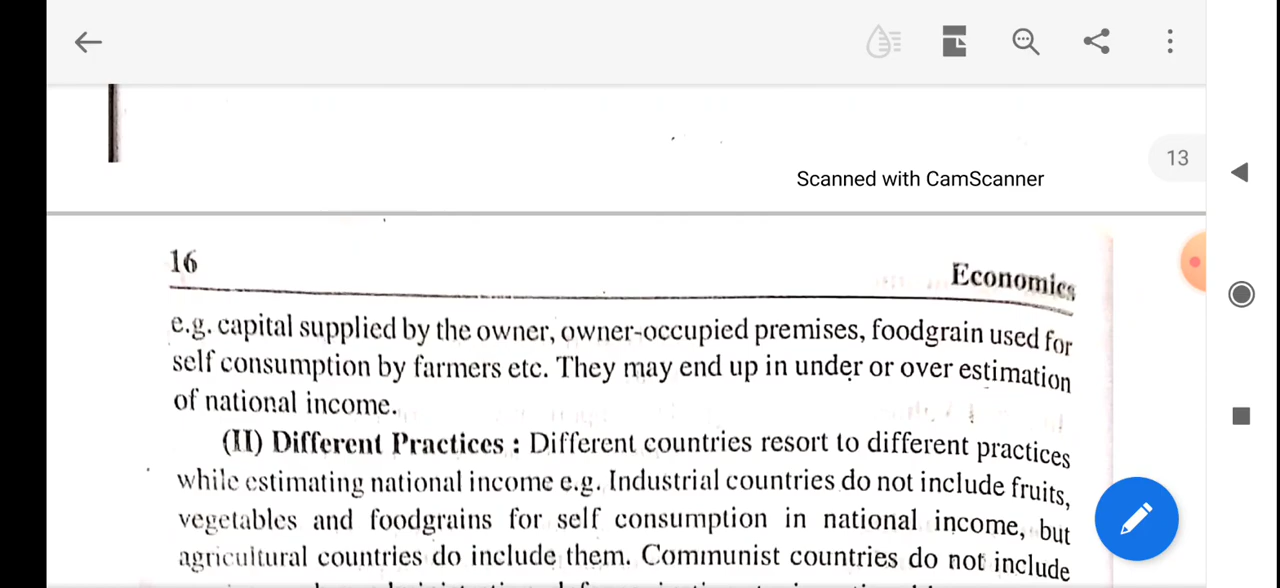 Scanned with CamScanner
13
16
Economics
e.g. capital supplied by the owner, owner-occupied premises, foodgrain used for
self consumption by farmers etc. They may end up in under or over estimation
of national income.
(II) Different Practices : Different countries resort to different practices
while estimating national income e.g. Industrial countries do not include fruits,
vegetables and foodgrains for self consumption in national income, but
agricultural countries do include them. Communist countries do not include